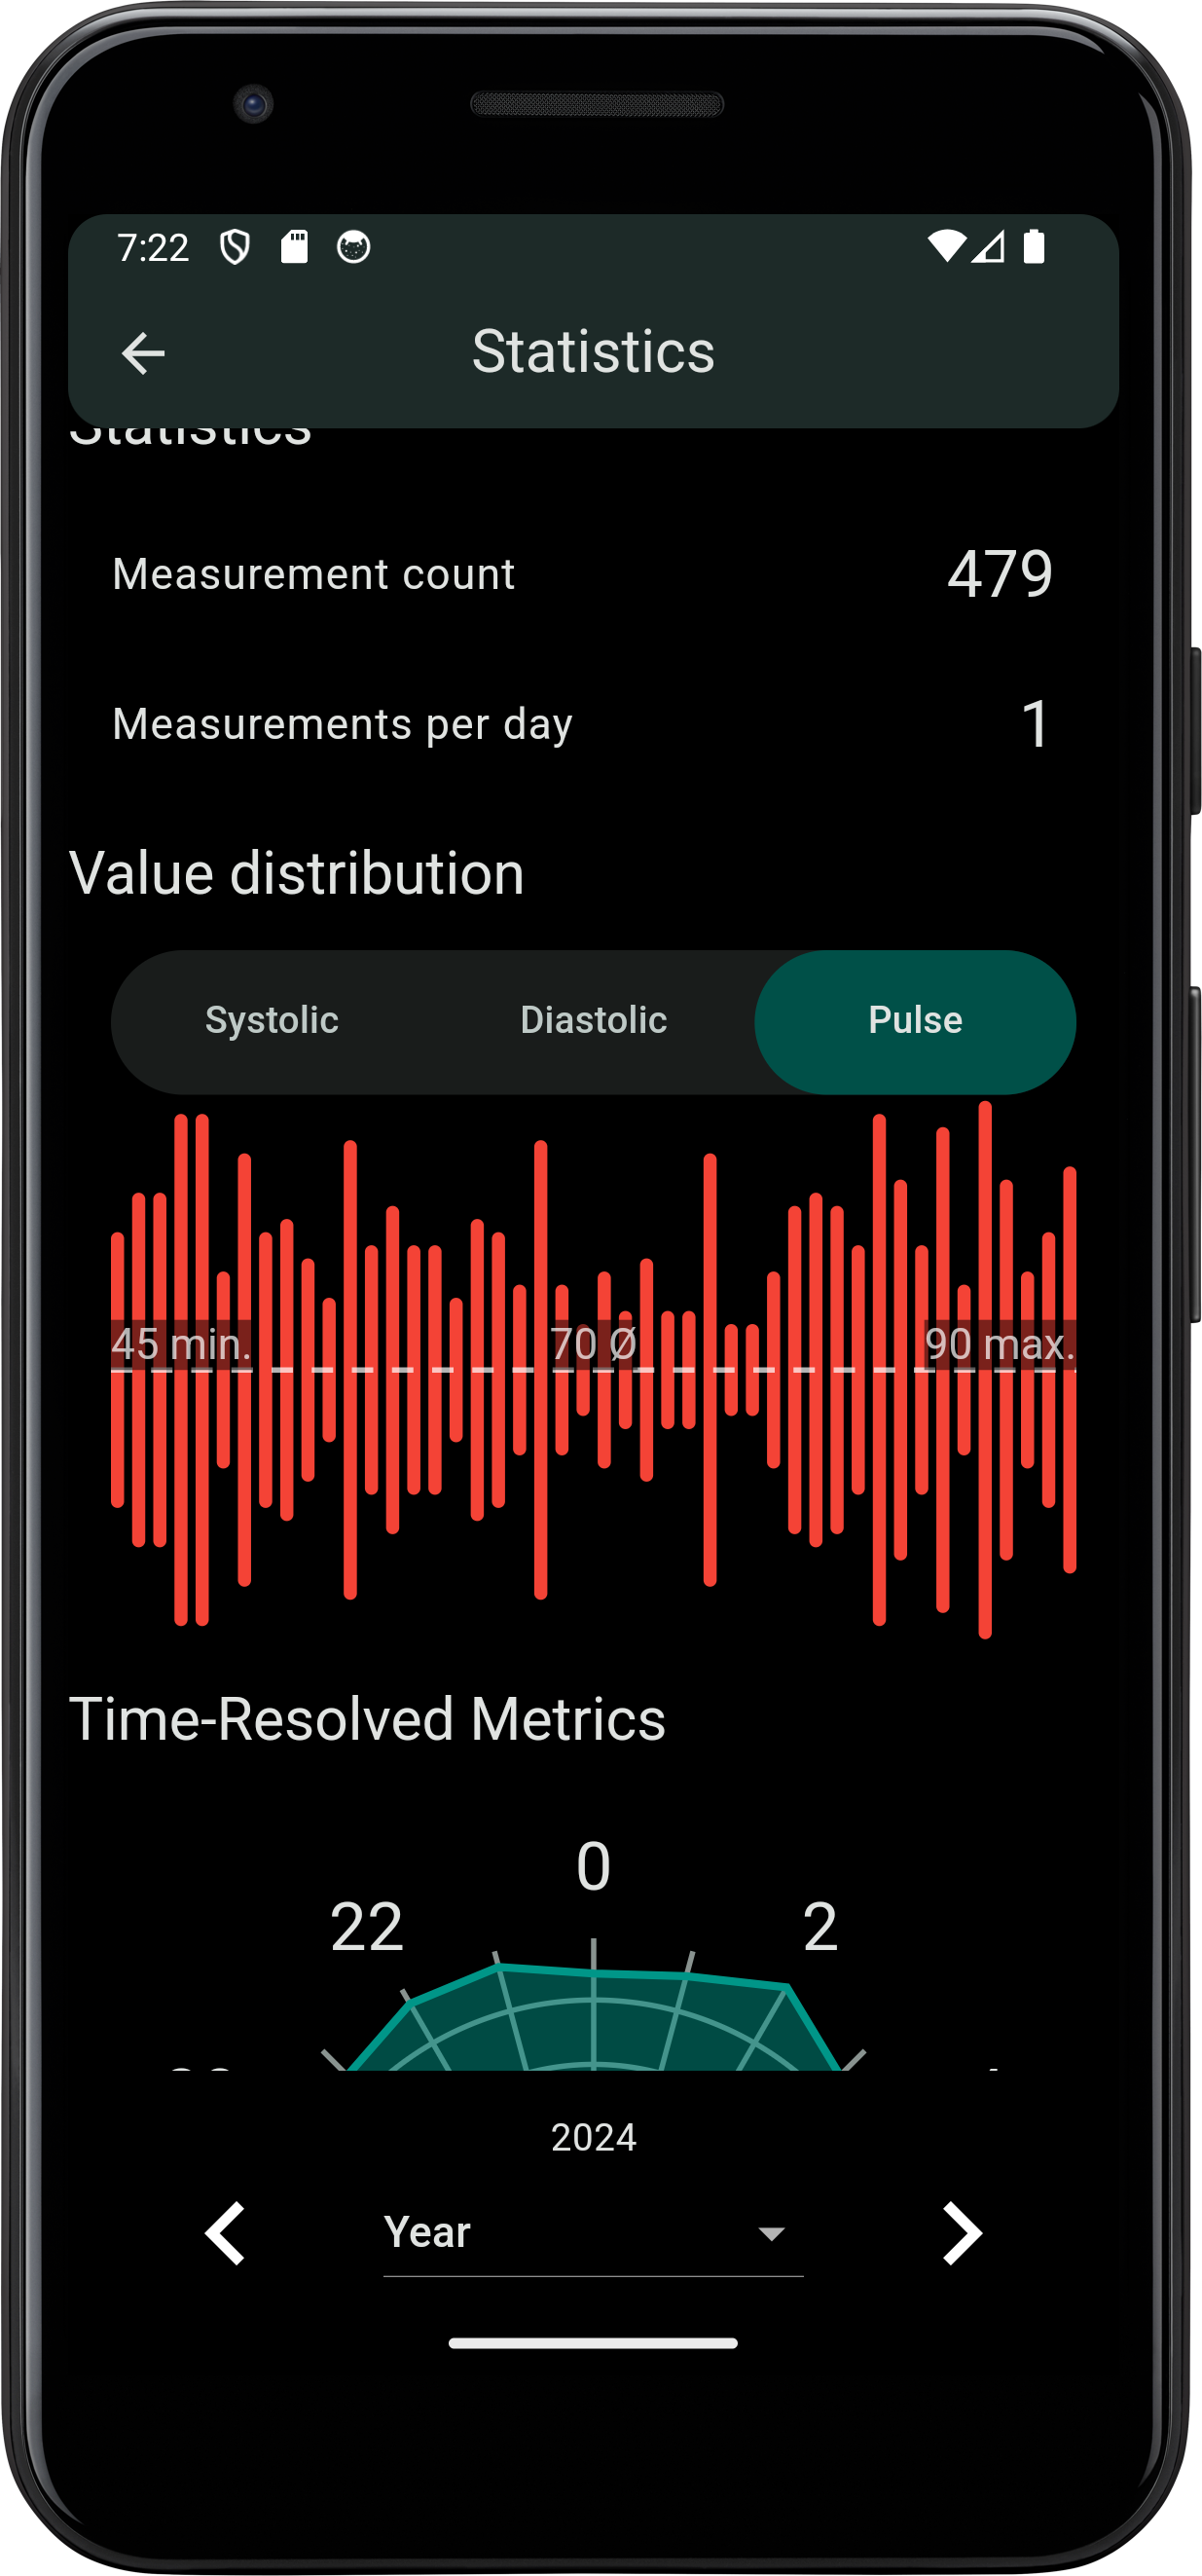 7:22
Statistics
Statistics
Measurement count 479
Measurements per day 1
Value distribution
Systolic Diastolic Pulse
45 min. 70 Ø 90 max.
Time-Resolved Metrics
0
22 2
2024
Year